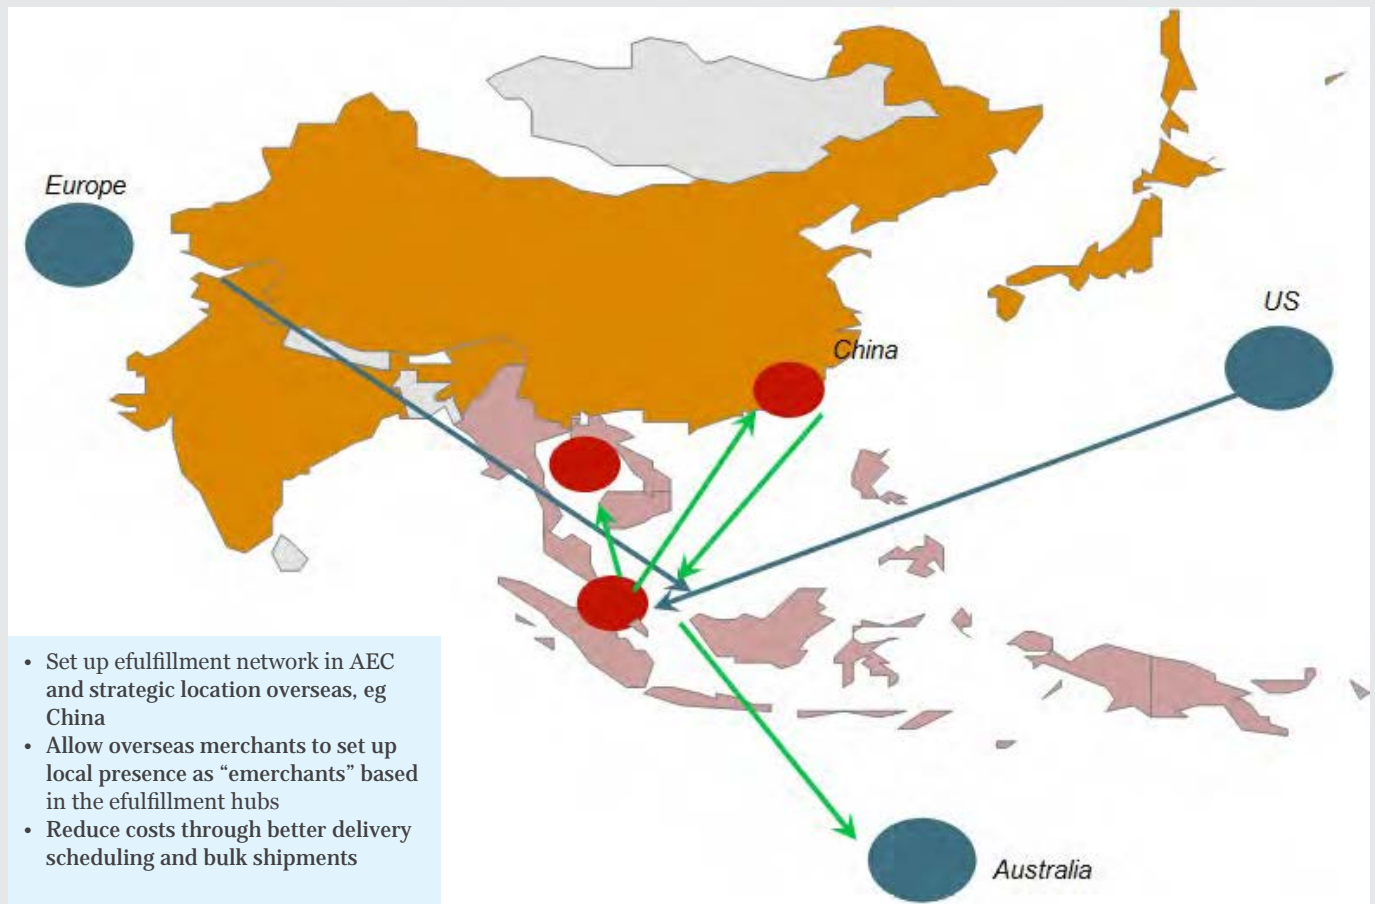 Europe
US
China
• Set up efulfillment network in AEC
and strategic location overseas, eg
China
• Allow overseas merchants to set up
local presence as “emerchants” based
in the efulfillment hubs
• Reduce costs through better delivery
scheduling and bulk shipments
Australia